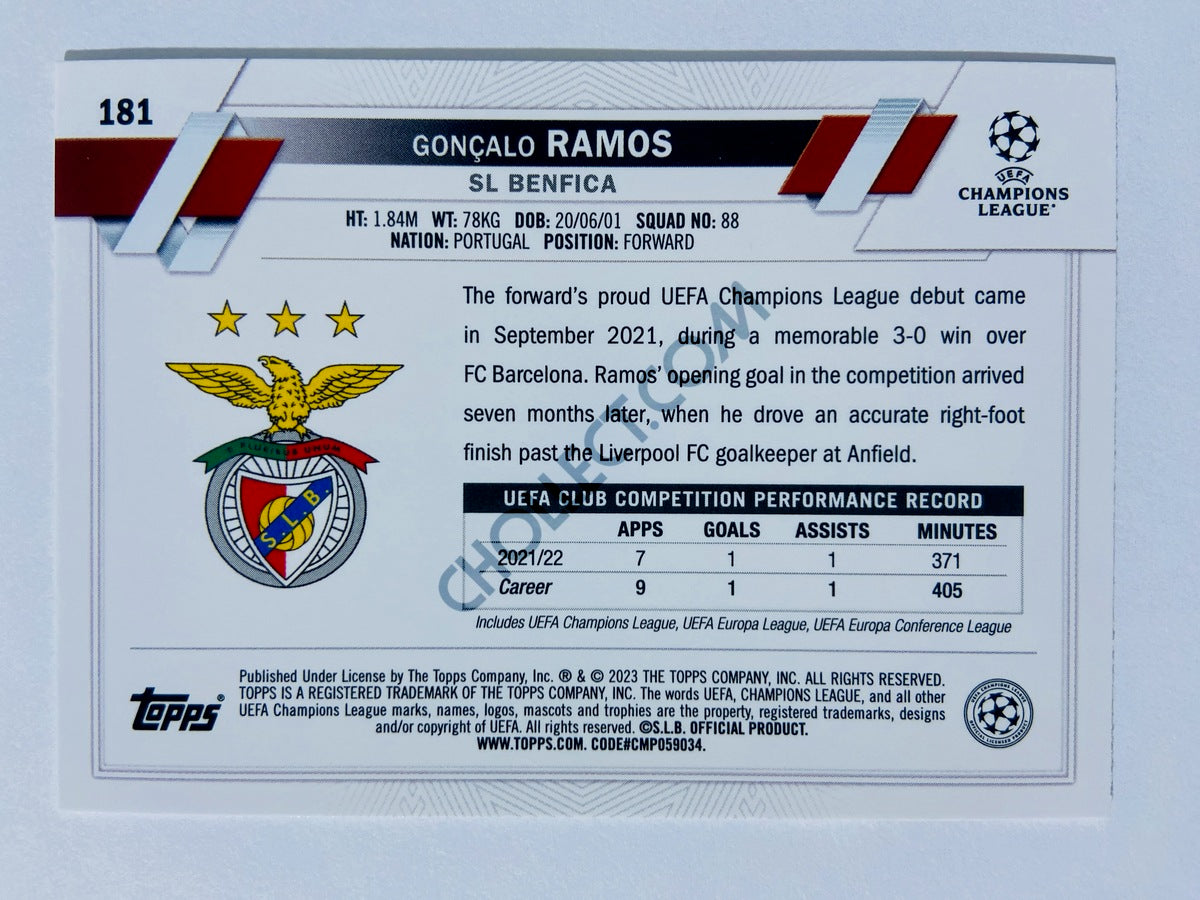 181
GONÇALO RAMOS
SL BENFICA
HT: 1.84M WT: 78KG DOB: 20/06/01 SQUAD NO: 88
NATION: PORTUGAL POSITION: FORWARD
UEFA
CHAMPIONS
LEAGUE
The forward's proud UEFA Champions League debut came
in September 2021, during a memorable 3-0 win over
FC Barcelona. Ramos' opening goal in the competition arrived
seven months later, when he drove an accurate right-foot
finish past the Liverpool FC goalkeeper at Anfield.
E PLURIBUS UNUM
S.L.B.
CHOLLECT.COM
UEFA CLUB COMPETITION PERFORMANCE RECORD
APPS GOALS ASSISTS MINUTES
2021/22 7 1 1 371
Career 9 1 1 405
Includes UEFA Champions League, UEFA Europa League, UEFA Europa Conference League
Topps®
Published Under License by The Topps Company, Inc. ® & © 2023 THE TOPPS COMPANY, INC. ALL RIGHTS RESERVED.
TOPPS IS A REGISTERED TRADEMARK OF THE TOPPS COMPANY, INC. The words UEFA, CHAMPIONS LEAGUE, and all other
UEFA Champions League marks, names, logos, mascots and trophies are the property, registered trademarks, designs
and/or copyright of UEFA. All rights reserved. ©S.L.B. OFFICIAL PRODUCT.
WWW.TOPPS.COM. CODE#CMP059034.
UEFA CHAMPIONS LEAGUE
OFFICIAL LICENSED PRODUCT